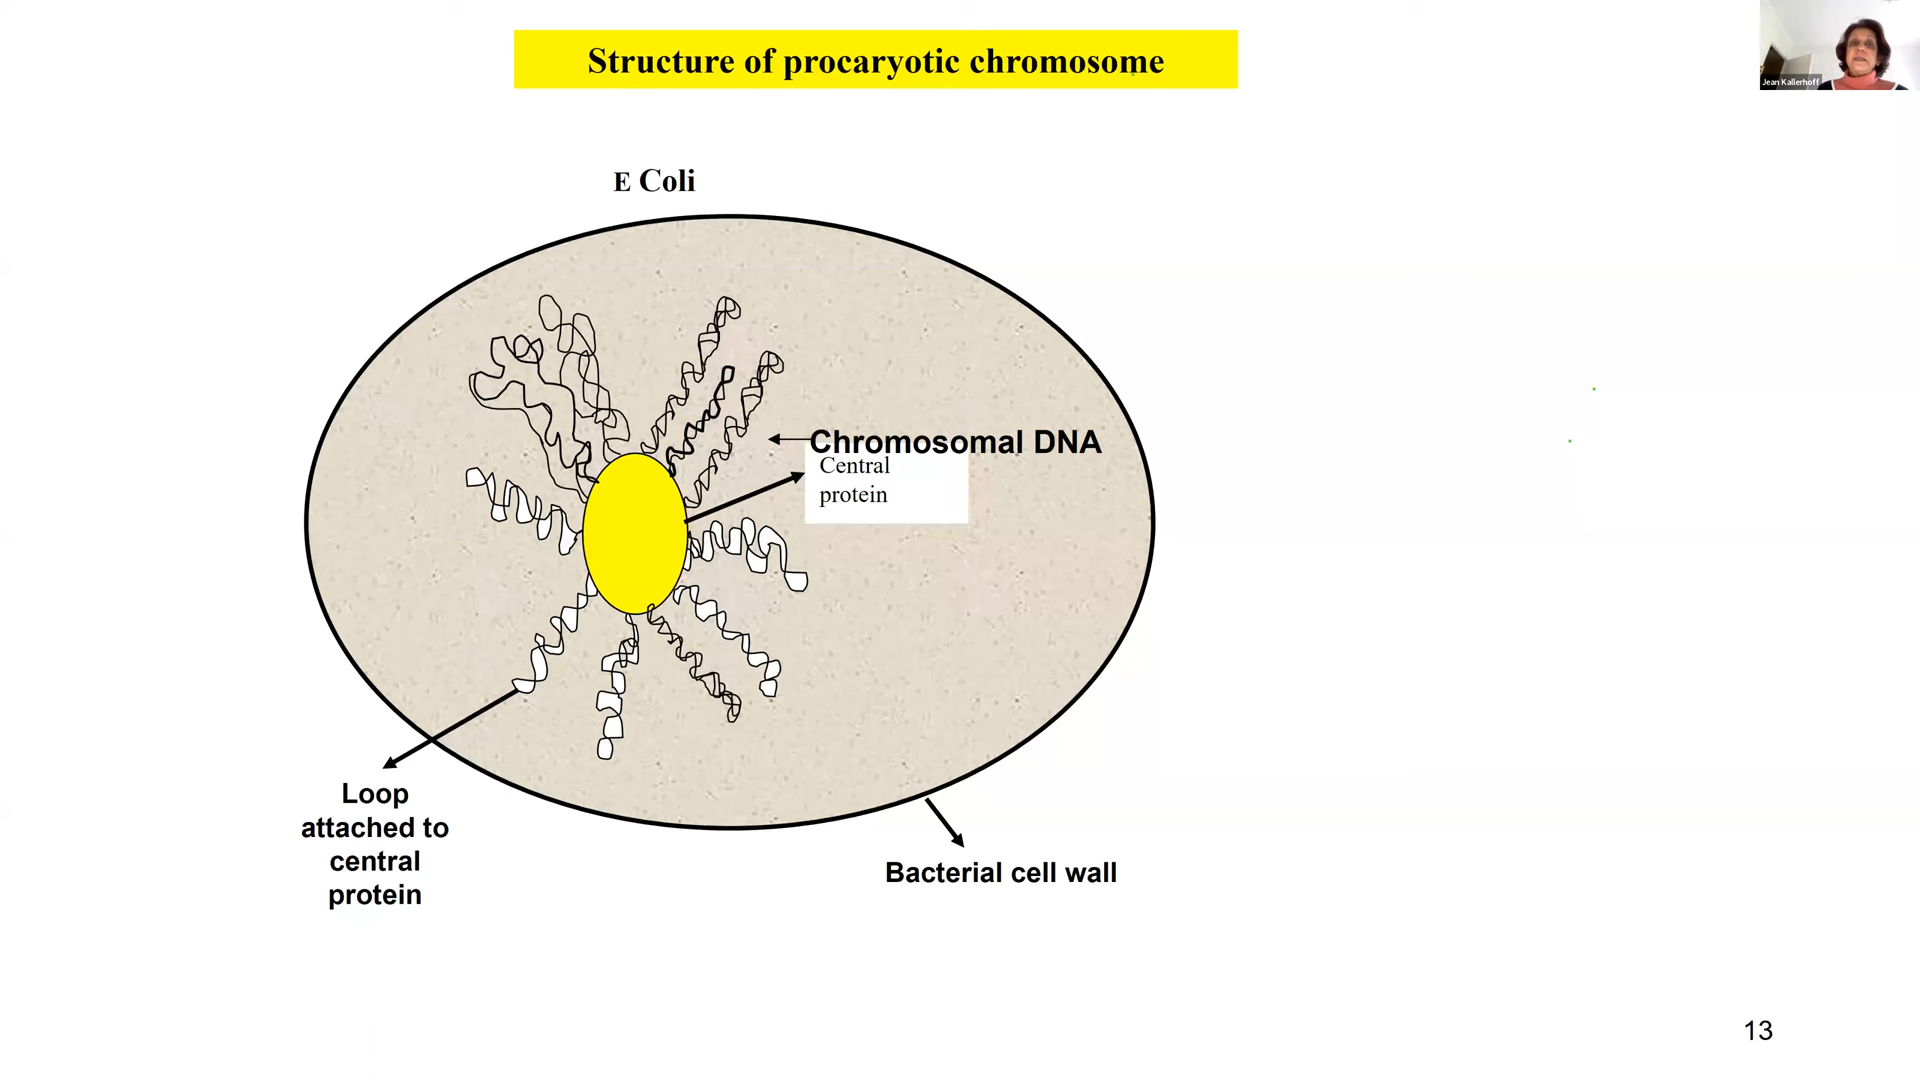 Structure of procaryotic chromosome
Jean Kallerhoff
E Coli
Chromosomal DNA
Central
protein
Loop
attached to
central
protein
Bacterial cell wall
13